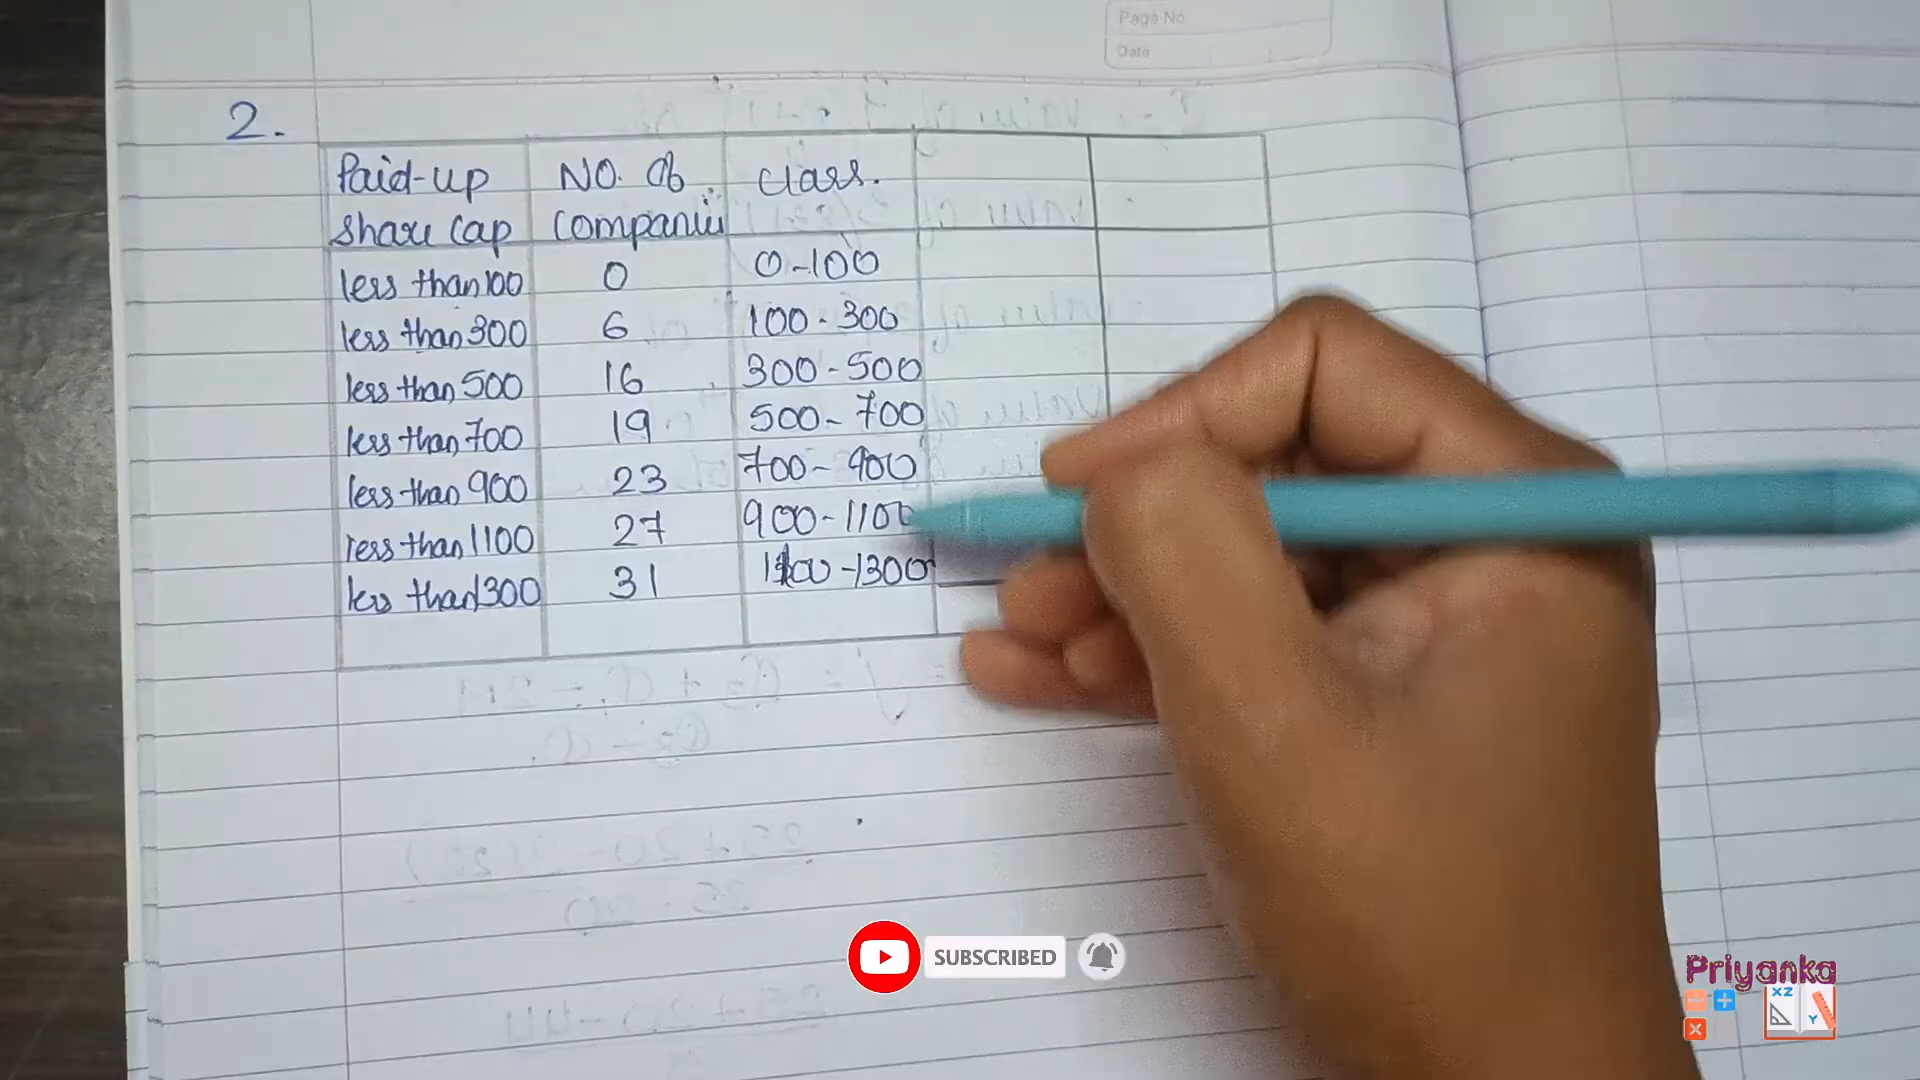 Page No
Date
2.
Paid-up NO. Of class.
share cap companies
less than 100 0 0-100
less than 300 6 100-300
less than 500 16 300-500
less than 700 19 500-700
less than 900 23 700-900
less than 1100 27 900-1100
less than 1300 31 1100-1300
SUBSCRIBED
Priyanka
XZ
Y